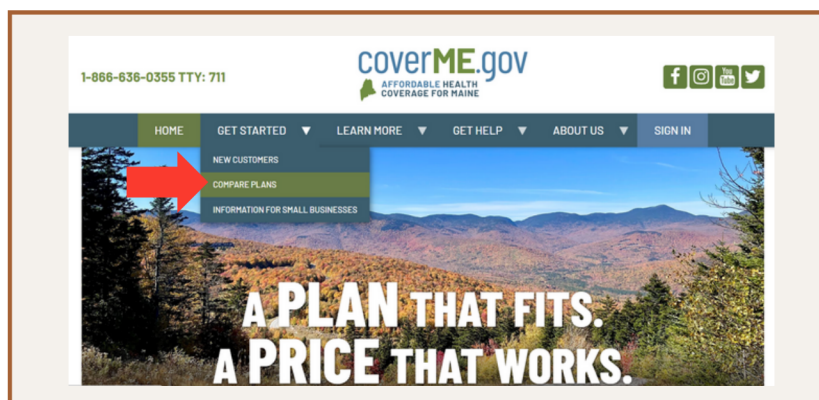 1-866-636-0355 TTY: 711
coverME.gov
AFFORDABLE HEALTH
COVERAGE FOR MAINE
You
Tube
HOME GET STARTED LEARN MORE GET HELP ABOUT US SIGN IN
NEW CUSTOMERS
COMPARE PLANS
INFORMATION FOR SMALL BUSINESSES
A PLAN THAT FITS.
A PRICE THAT WORKS.